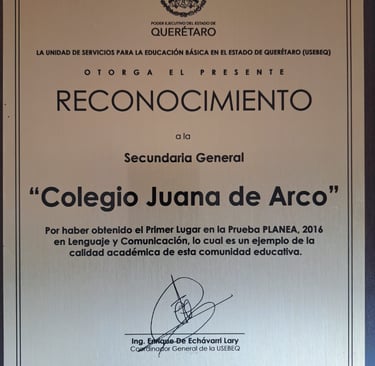 PODER EJECUTIVO DEL ESTADO DE
QUERÉTARO
LA UNIDAD DE SERVICIOS PARA LA EDUCACIÓN BÁSICA EN EL ESTADO DE QUERÉTARO (USEBEQ)
OTORGA EL PRESENTE
RECONOCIMIENTO
a la
Secundaria General
“Colegio Juana de Arco”
Por haber obtenido el Primer Lugar en la Prueba PLANEA, 2016
en Lenguaje y Comunicación, lo cual es un ejemplo de la
calidad académica de esta comunidad educativa.
Ing. Enrique De Echávarri Lary
Coordinador General de la USEBEQ